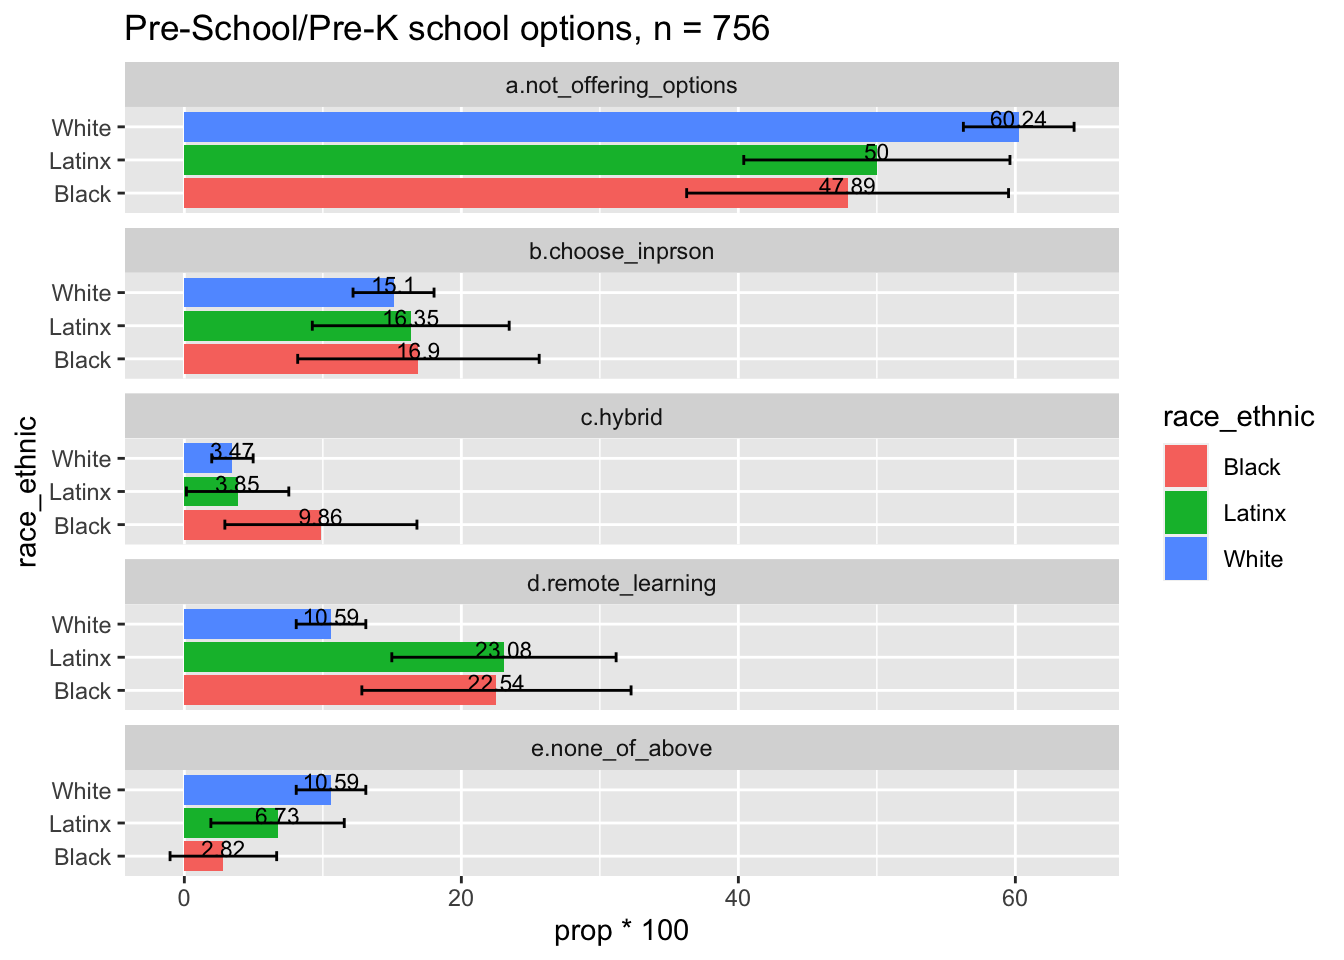 Pre-School/Pre-K school options, n = 756
a.not_offering_options
White
60.24
Latinx
50
Black
47.89
b.choose_inprson
White
15.1
Latinx
16.35
Black
16.9
c.hybrid
White
3.47
Latinx
3.85
Black
9.86
d.remote_learning
White
10.59
Latinx
23.08
Black
22.54
e.none_of_above
White
10.59
Latinx
6.73
Black
2.82
0
20
40
60
prop * 100
race_ethnic
race_ethnic
Black
Latinx
White